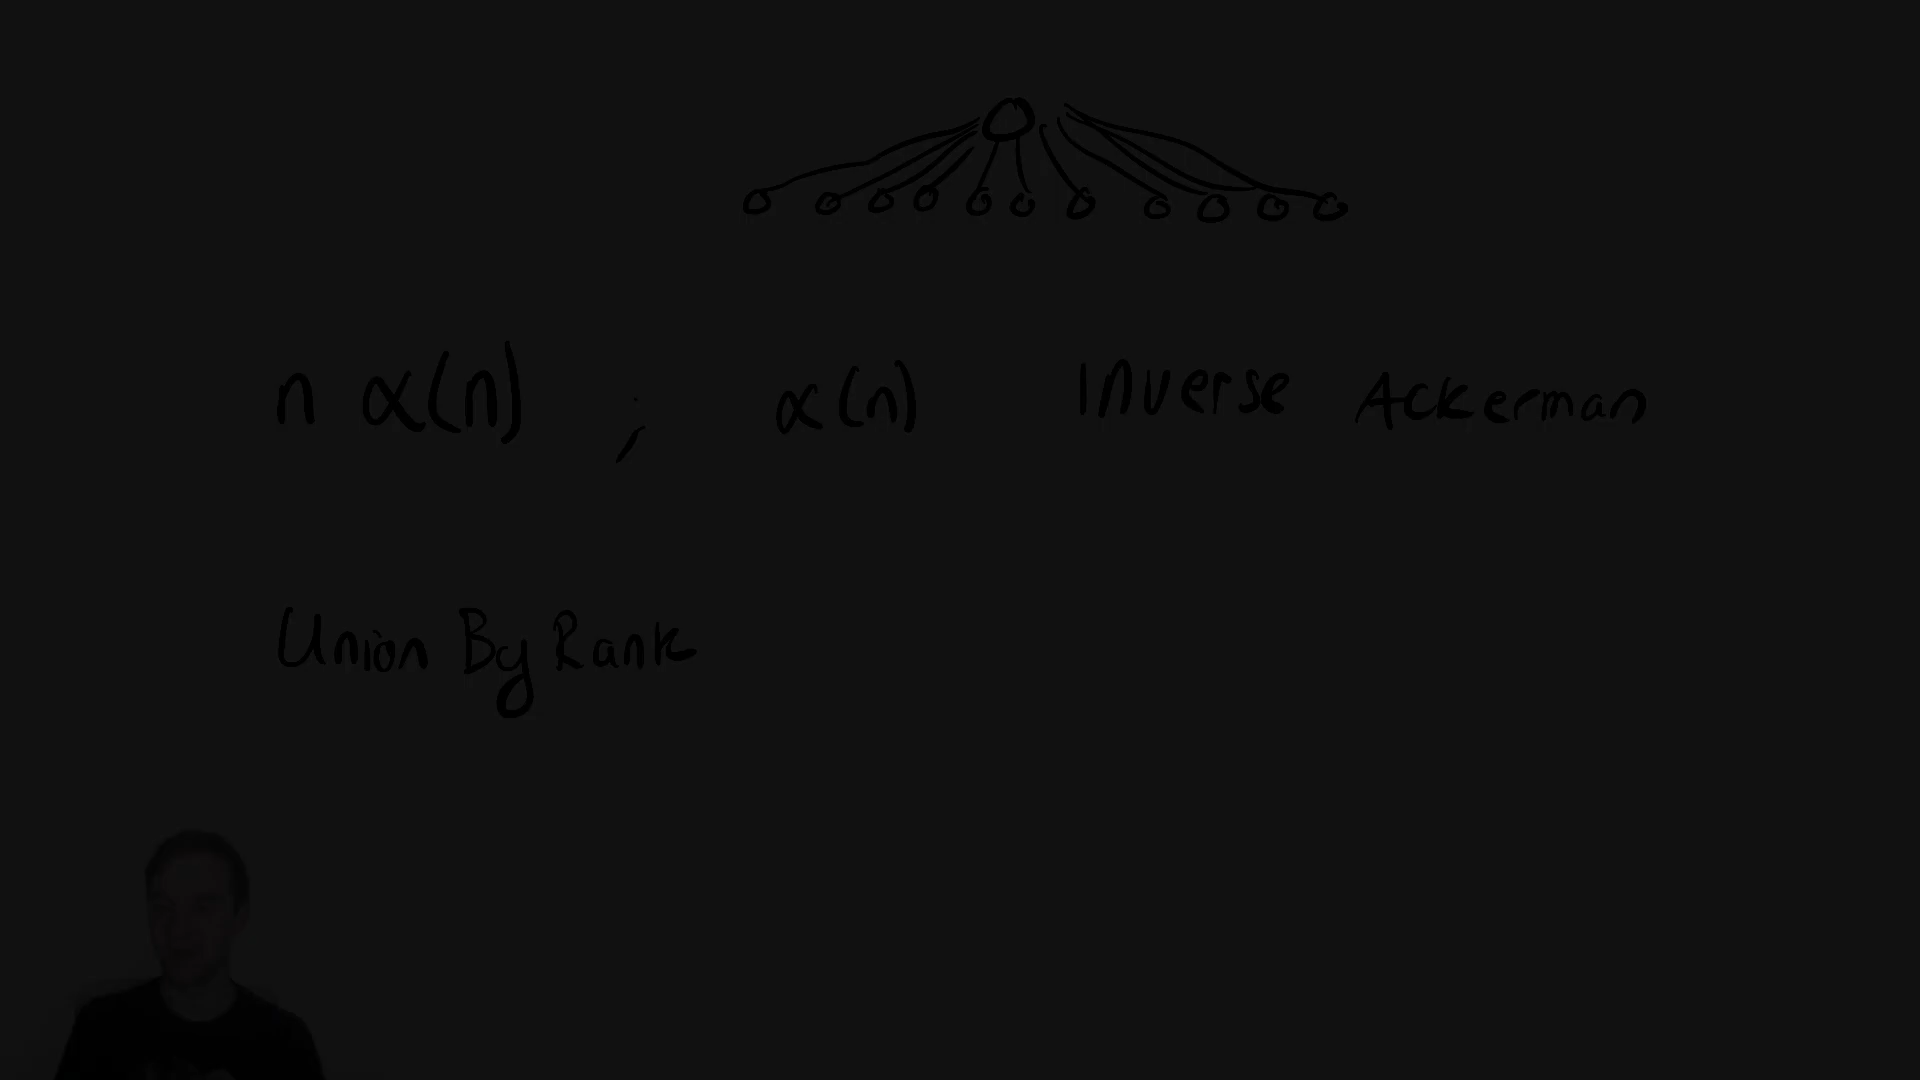 n α(n) ; α(n) Inverse Ackerman
Union By Rank